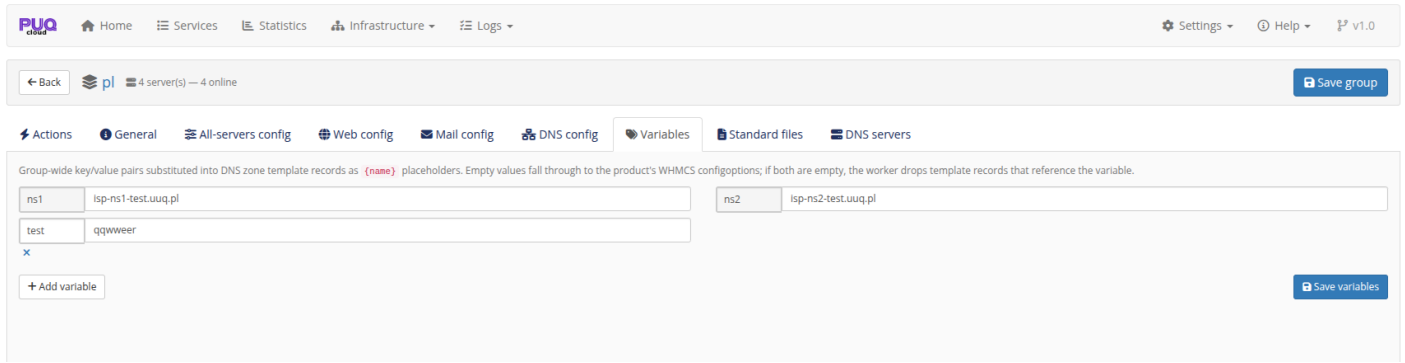 PUQ cloud Home Services Statistics Infrastructure Logs Settings Help v1.0
Back pl 4 server(s) — 4 online Save group
Actions General All-servers config Web config Mail config DNS config Variables Standard files DNS servers
Group-wide key/value pairs substituted into DNS zone template records as {name} placeholders. Empty values fall through to the product's WHMCS configoptions; if both are empty, the worker drops template records that reference the variable.
ns1 isp-ns1-test.uuq.pl ns2 isp-ns2-test.uuq.pl
test qqwweer
×
+ Add variable Save variables